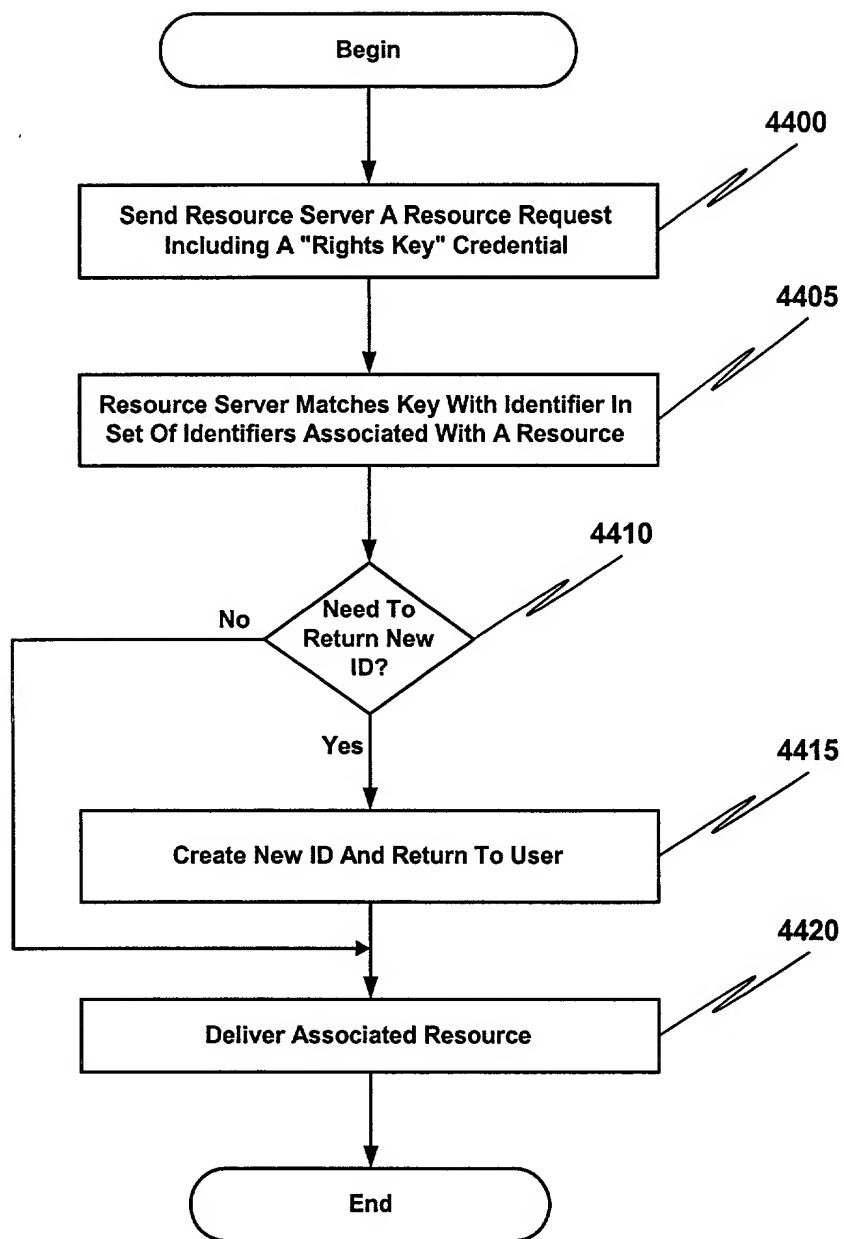 Begin
4400
Send Resource Server A Resource Request
Including A "Rights Key" Credential
4405
Resource Server Matches Key With Identifier In
Set Of Identifiers Associated With A Resource
4410
No
Need To
Return New
ID?
Yes
4415
Create New ID And Return To User
4420
Deliver Associated Resource
End